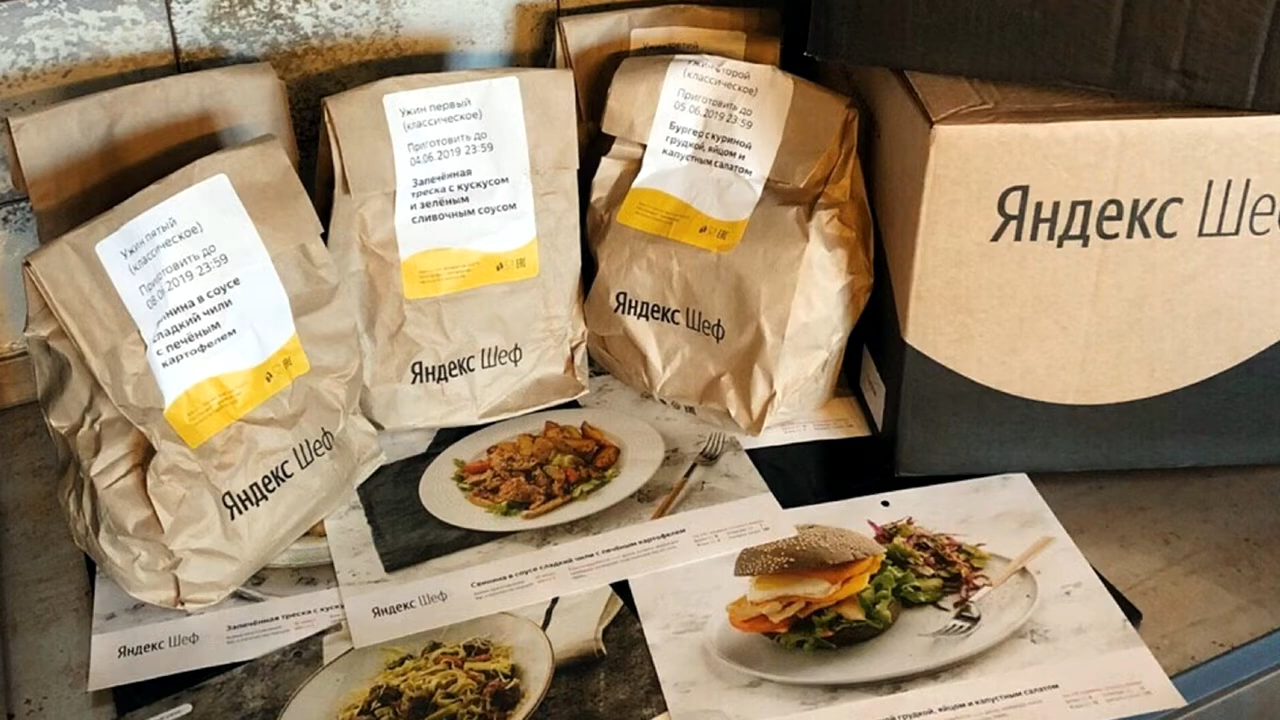 Ужин пятый
(классическое)
Приготовить до
08.06.2019 23:59
в соусе
сладкий чили
с печёным
картофелем
Яндекс Шеф
Ужин первый
(классическое)
Приготовить до
04.06.2019 23:59
Запечённая
треска с кускусом
и зелёным
сливочным соусом
Яндекс Шеф
Ужин второй
(классическое)
Приготовить до
05.06.2019 23:59
Бургер с куриной
грудкой, яйцом и
капустным салатом
Яндекс Шеф
Яндекс Ше
Свинина в соусе сладкий чили с печёным картофелем
Яндекс Шеф
Запечённая треска с куск
Яндекс Шеф
грудкой, яйцом и капустным салатом